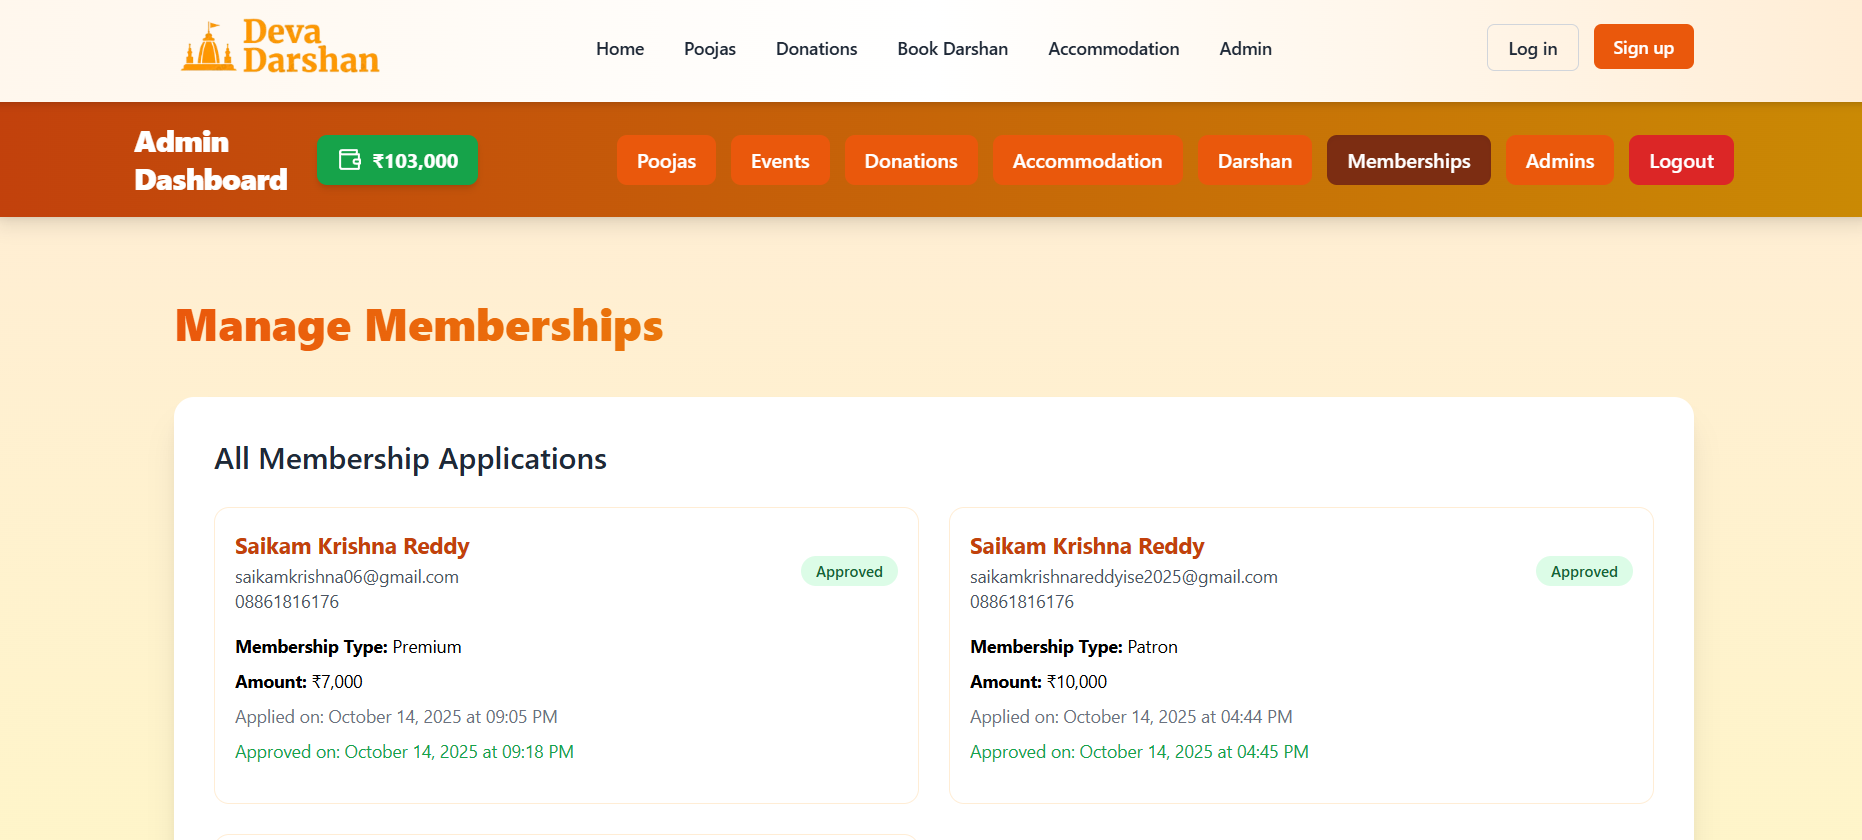 Deva
Darshan
Home
Poojas
Donations
Book Darshan
Accommodation
Admin
Log in
Sign up
Admin
Dashboard
₹103,000
Poojas
Events
Donations
Accommodation
Darshan
Memberships
Admins
Logout
Manage Memberships
All Membership Applications
Saikam Krishna Reddy
saikamkrishna06@gmail.com
08861816176
Approved
Membership Type: Premium
Amount: ₹7,000
Applied on: October 14, 2025 at 09:05 PM
Approved on: October 14, 2025 at 09:18 PM
Saikam Krishna Reddy
saikamkrishnareddyise2025@gmail.com
08861816176
Approved
Membership Type: Patron
Amount: ₹10,000
Applied on: October 14, 2025 at 04:44 PM
Approved on: October 14, 2025 at 04:45 PM